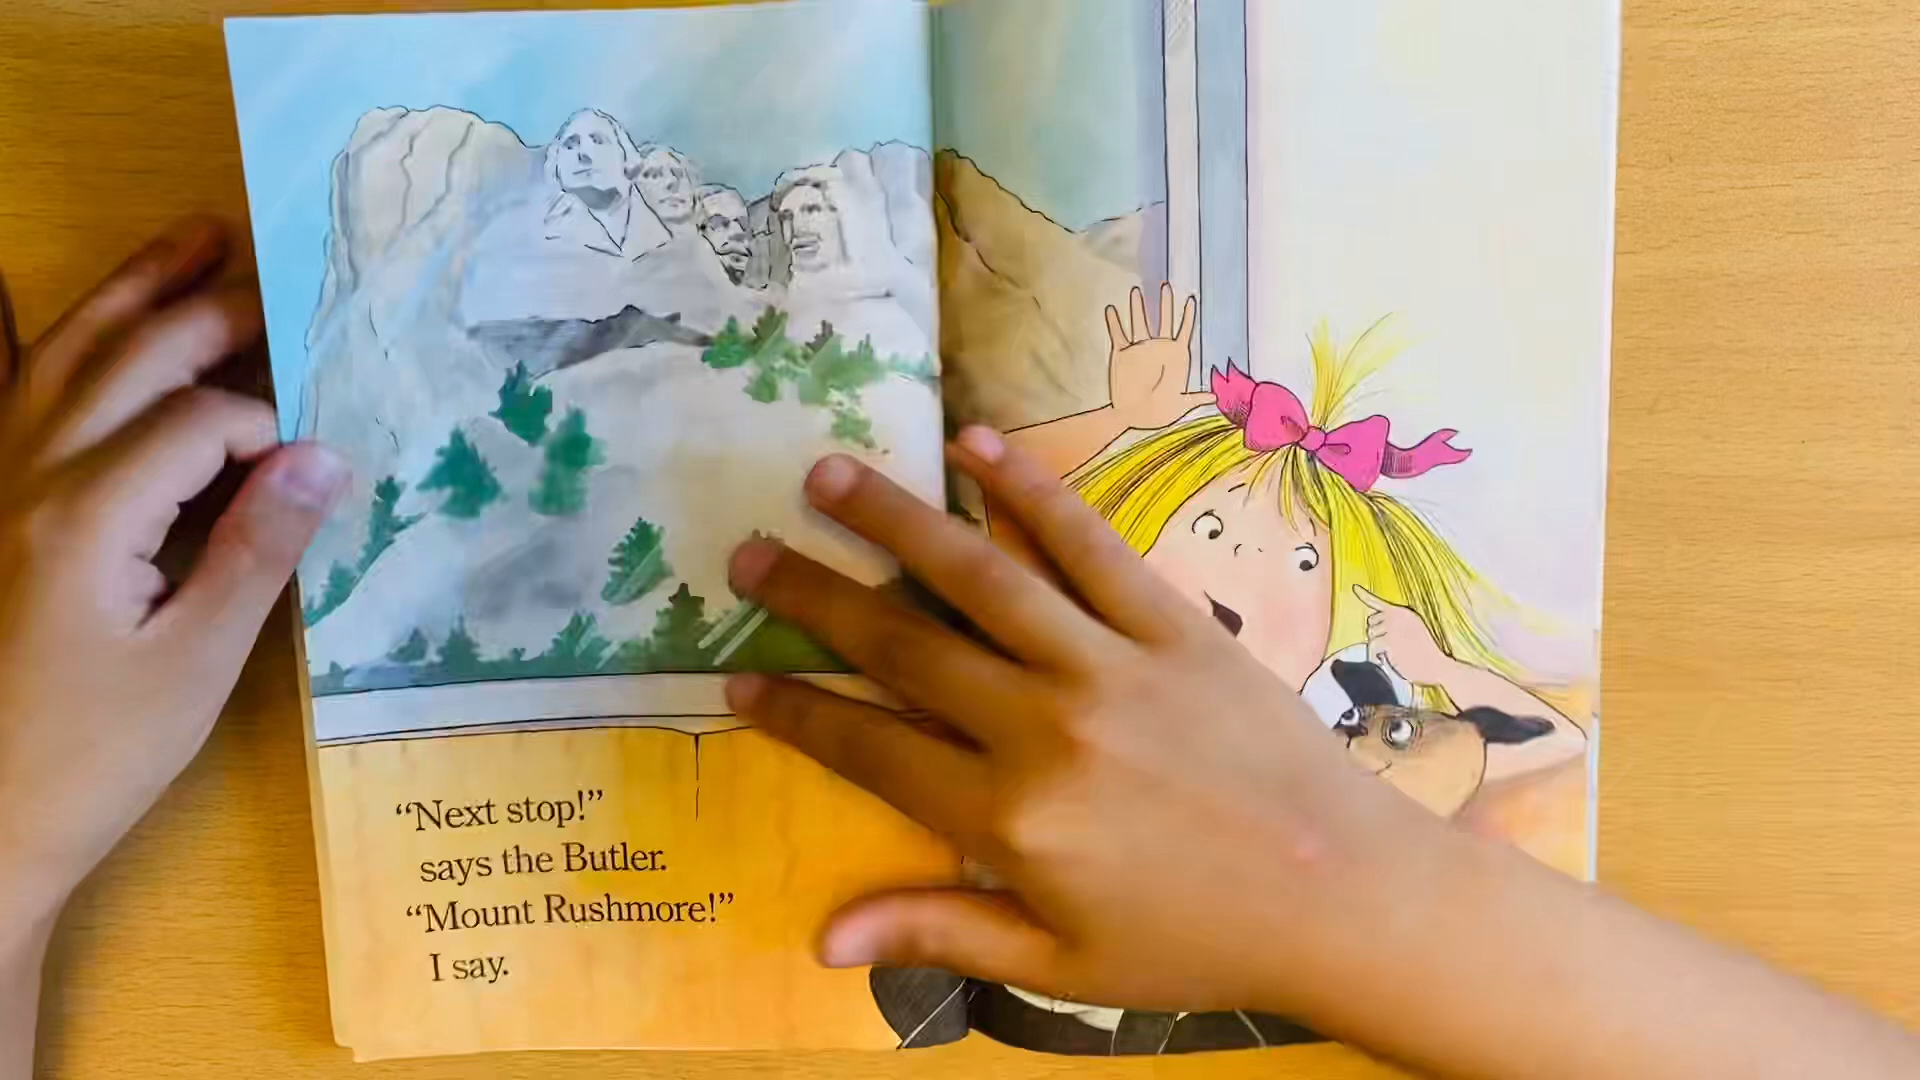 “Next stop!”
says the Butler.
“Mount Rushmore!”
I say.